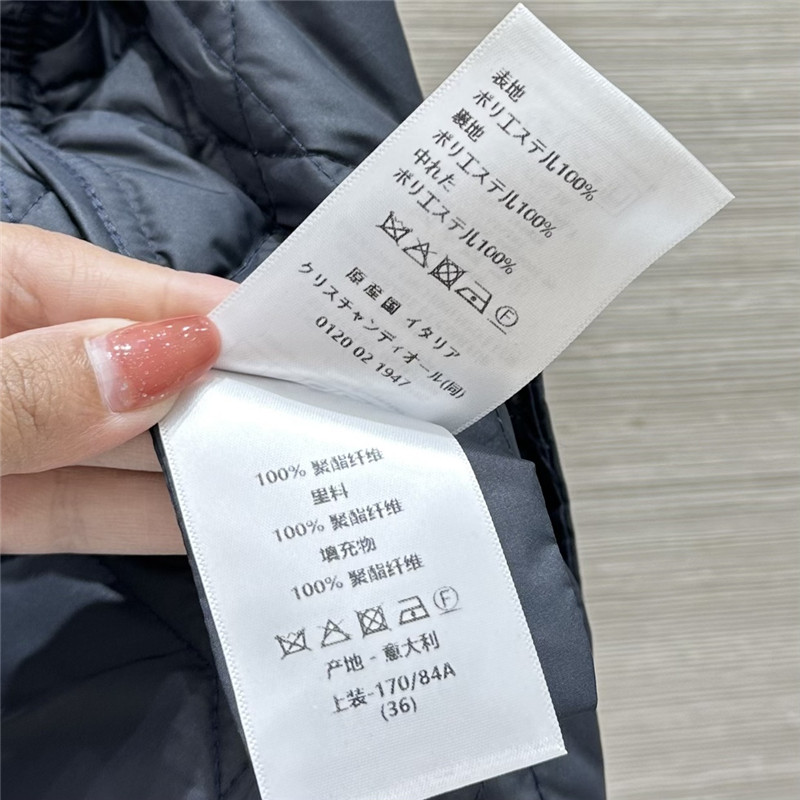 表地
ポリエステル100%
裏地
ポリエステル100%
中わた
ポリエステル100%
F
原産国 イタリア
クリスチャンディオール(同)
0120 02 1947
100% 聚酯纤维
里料
100% 聚酯纤维
填充物
100% 聚酯纤维
F
产地 - 意大利
上装-170/84A
(36)